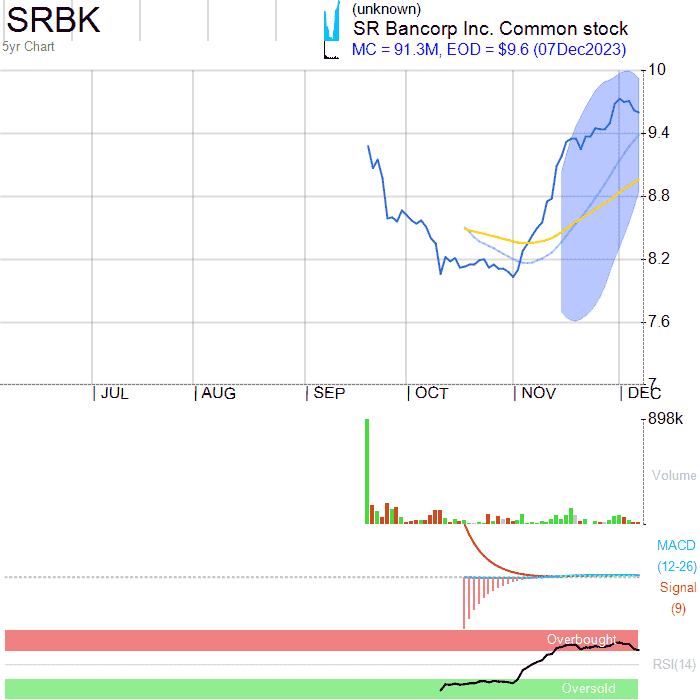 SRBK
5yr Chart
(unknown)
SR Bancorp Inc. Common stock
MC = 91.3M, EOD = $9.6 (07Dec2023)
10
9.4
8.8
8.2
7.6
7
JUL AUG SEP OCT NOV DEC
898k
Volume
MACD
(12-26)
Signal
(9)
Overbought
RSI(14)
Oversold